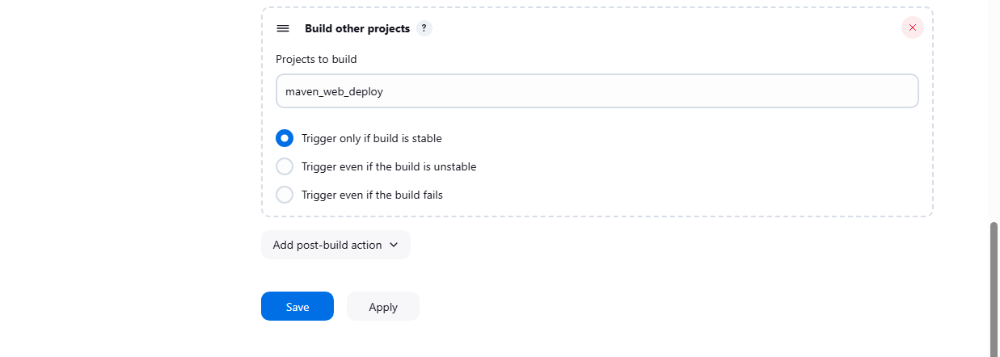 Build other projects ?
Projects to build
maven_web_deploy
Trigger only if build is stable
Trigger even if the build is unstable
Trigger even if the build fails
Add post-build action
Save Apply